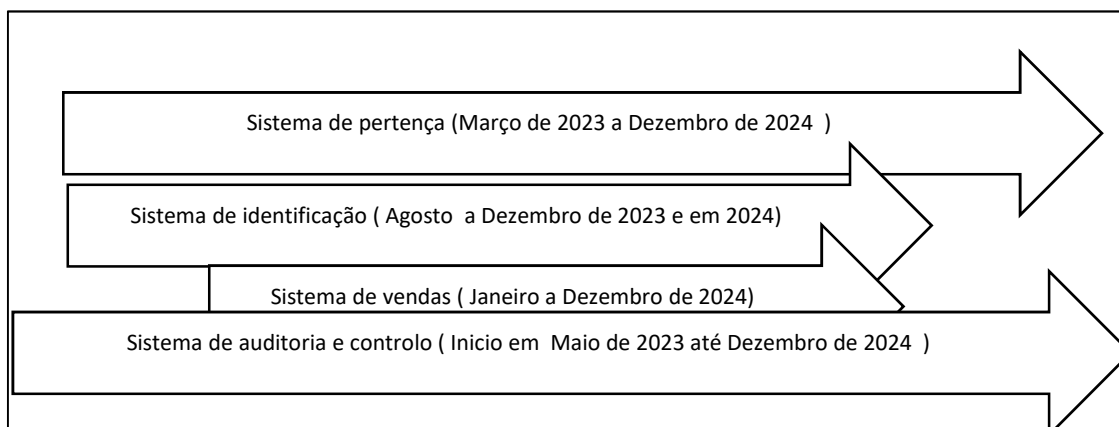 Sistema de pertença (Março de 2023 a Dezembro de 2024  )
Sistema de identificação ( Agosto  a Dezembro de 2023 e em 2024)
Sistema de vendas ( Janeiro a Dezembro de 2024)
Sistema de auditoria e controlo ( Inicio em  Maio de 2023 até Dezembro de 2024  )